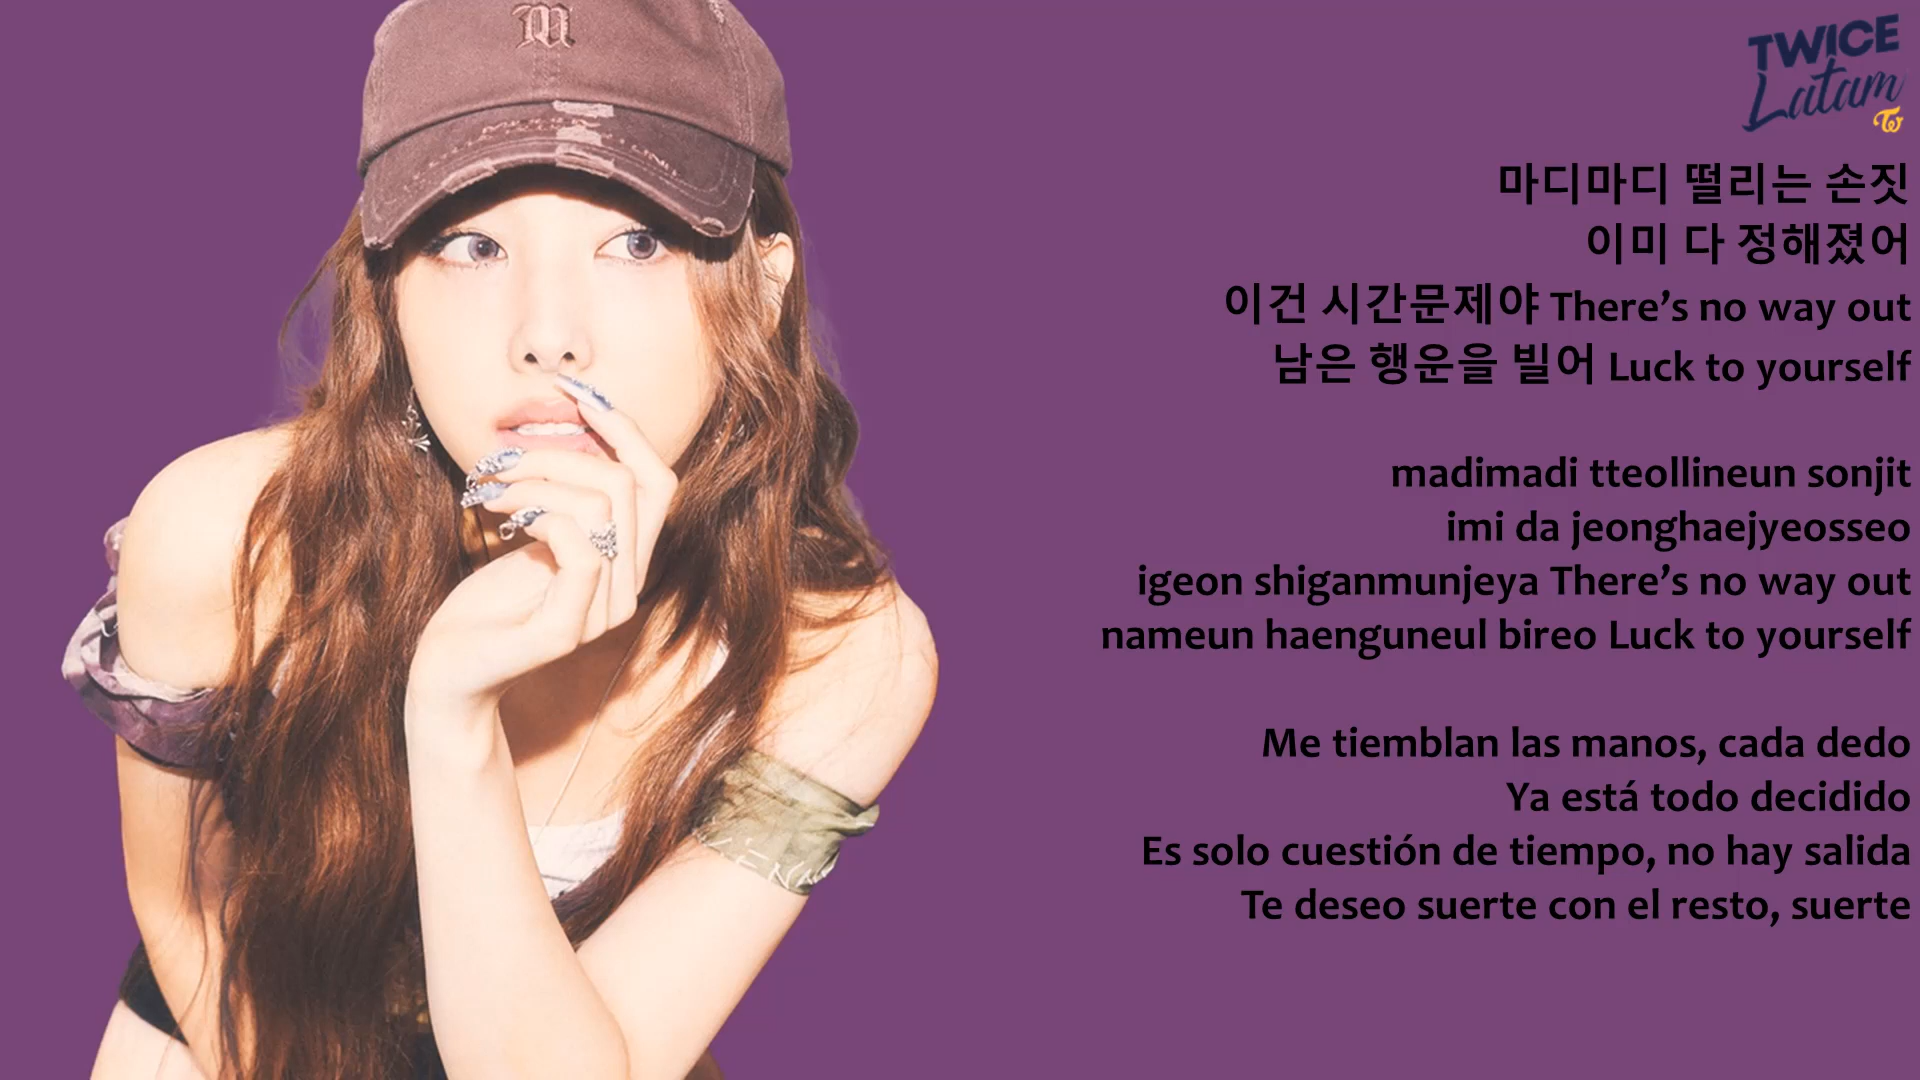 TWICE
Latam
마디마디 떨리는 손짓
이미 다 정해졌어
이건 시간문제야 There’s no way out
남은 행운을 빌어 Luck to yourself
madimadi tteollineun sonjit
imi da jeonghaejyeosseo
igeon shiganmunjeya There’s no way out
nameun haenguneul bireo Luck to yourself
Me tiemblan las manos, cada dedo
Ya está todo decidido
Es solo cuestión de tiempo, no hay salida
Te deseo suerte con el resto, suerte